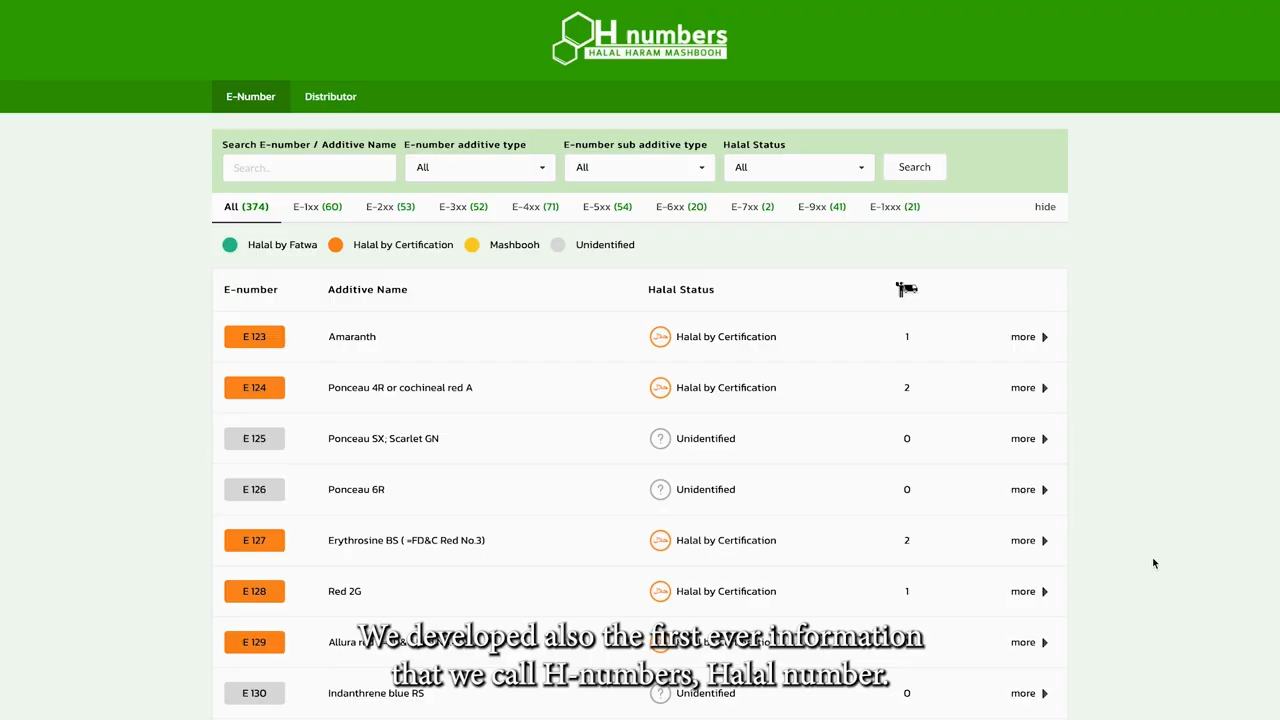 H numbers
HALAL HARAM MASHBOOH
E-Number Distributor
Search E-number / Additive Name E-number additive type E-number sub additive type Halal Status
Search.. All All All Search
All (374) E-1xx (60) E-2xx (53) E-3xx (52) E-4xx (71) E-5xx (54) E-6xx (20) E-7xx (2) E-9xx (41) E-1xxx (21) hide
Halal by Fatwa Halal by Certification Mashbooh Unidentified
E-number Additive Name Halal Status
E 123 Amaranth Halal by Certification 1 more
E 124 Ponceau 4R or cochineal red A Halal by Certification 2 more
E 125 Ponceau SX; Scarlet GN ? Unidentified 0 more
E 126 Ponceau 6R ? Unidentified 0 more
E 127 Erythrosine BS ( =FD&C Red No.3) Halal by Certification 2 more
E 128 Red 2G Halal by Certification 1 more
E 129 Allura more
We developed also the first ever information
that we call H-numbers, Halal number.
E 130 Indanthrene blue RS ? Unidentified 0 more